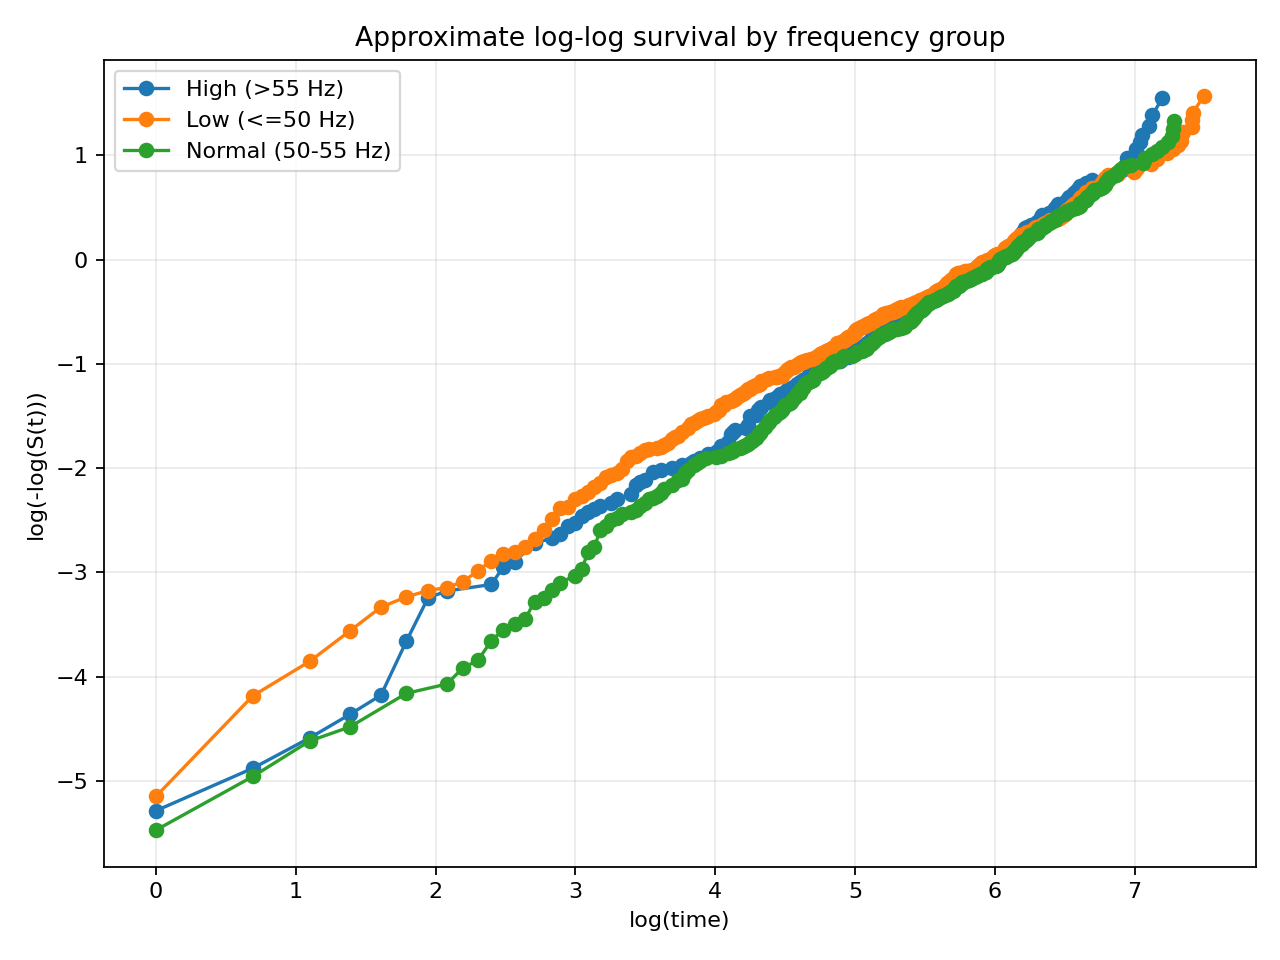 Approximate log-log survival by frequency group
High (>55 Hz)
Low (<=50 Hz)
Normal (50-55 Hz)
log(-log(S(t)))
1
0
−1
−2
−3
−4
−5
0 1 2 3 4 5 6 7
log(time)